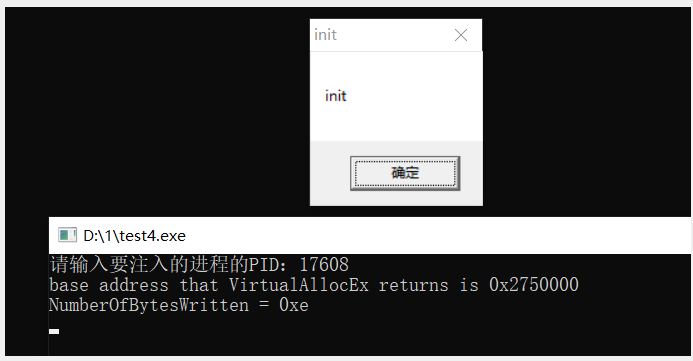 init
init
确定
D:\1\test4.exe
请输入要注入的进程的PID：17608
base address that VirtualAllocEx returns is 0x2750000
NumberOfBytesWritten = 0xe